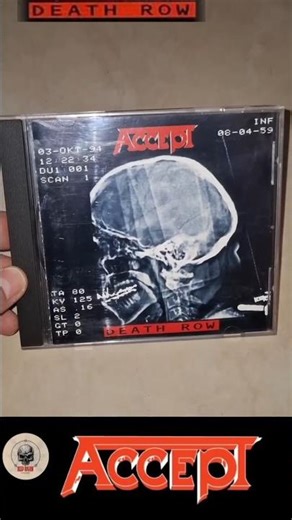 DEATH ROW
ACCEPT
INF
03-OKT-94
08-04-59
12:22:34
DU1 001
SCAN 1
TA 80
KV 125
AS .16
SL 2
GT 0
TP 0
DEATH ROW
ACCEPT